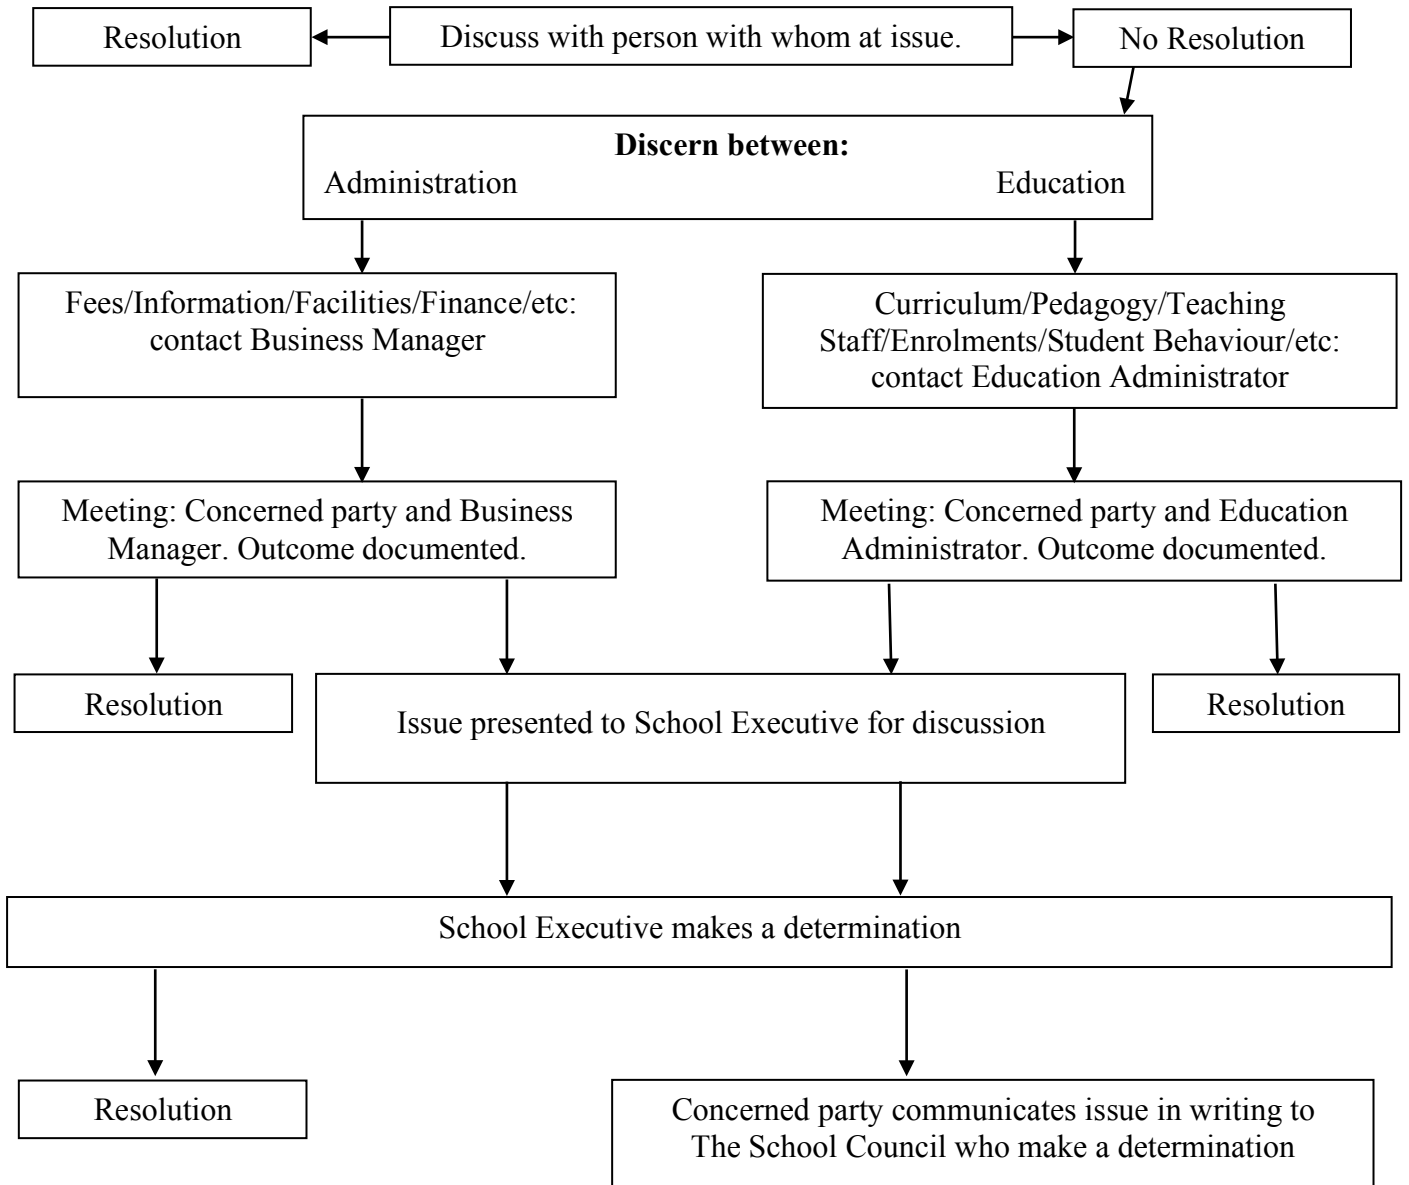 Resolution
Discuss with person with whom at issue.
No Resolution
Discern between:
Administration
Education
Fees/Information/Facilities/Finance/etc:
contact Business Manager
Curriculum/Pedagogy/Teaching
Staff/Enrolments/Student Behaviour/etc:
contact Education Administrator
Meeting: Concerned party and Business
Manager. Outcome documented.
Meeting: Concerned party and Education
Administrator. Outcome documented.
Resolution
Issue presented to School Executive for discussion
Resolution
School Executive makes a determination
Resolution
Concerned party communicates issue in writing to
The School Council who make a determination